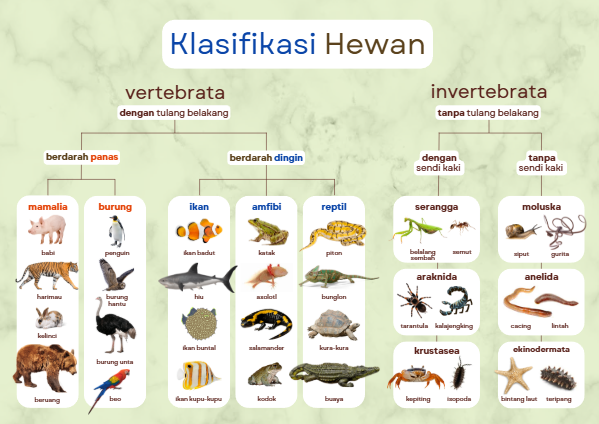 Klasifikasi Hewan
vertebrata
dengan tulang belakang
invertebrata
tanpa tulang belakang
berdarah panas
berdarah dingin
dengan
sendi kaki
tanpa
sendi kaki
mamalia
babi
harimau
kelinci
beruang
burung
penguin
burung
hantu
burung unta
beo
ikan
ikan badut
hiu
ikan buntal
ikan kupu-kupu
amfibi
katak
axolotl
salamander
kodok
reptil
piton
bunglon
kura-kura
buaya
serangga
belalang
sembah
semut
araknida
tarantula
kalajengking
krustasea
kepiting
isopoda
moluska
siput
gurita
anelida
cacing
lintah
ekinodermata
bintang laut
teripang